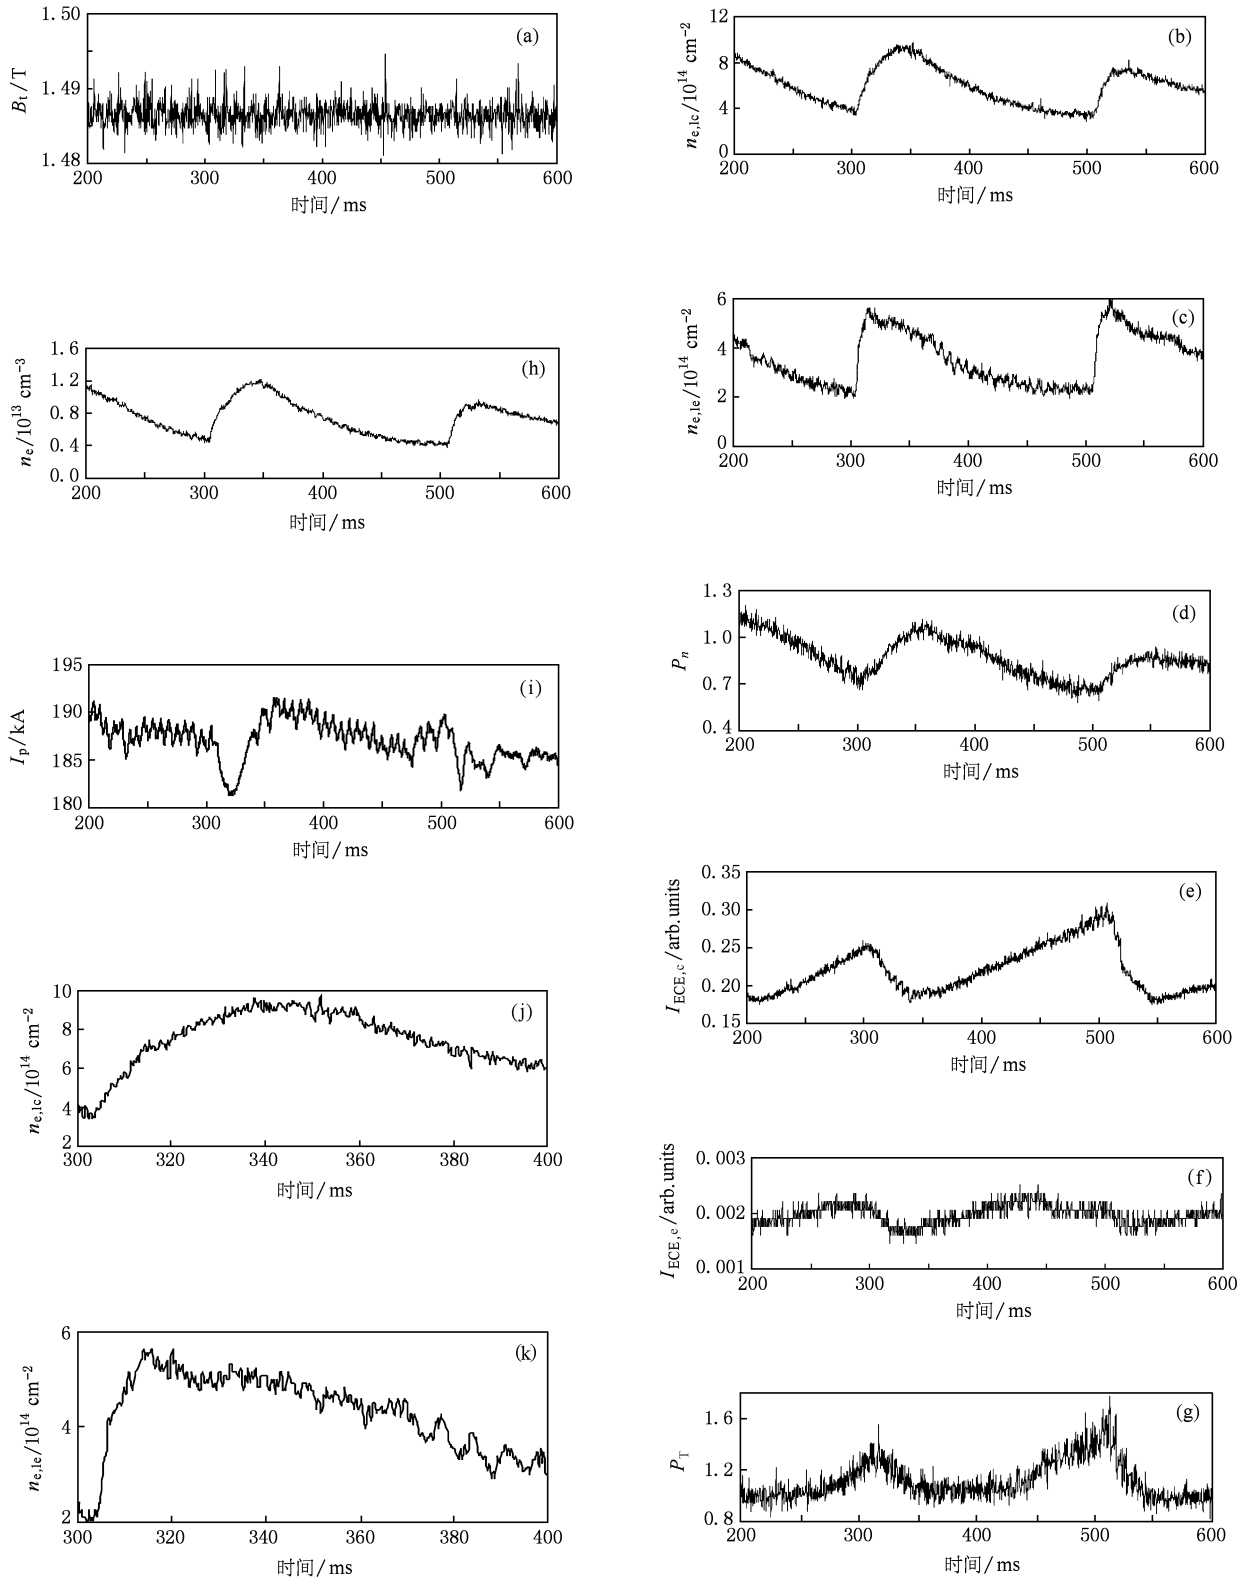 (a)
B_t/T
1.50
1.49
1.48
200 300 400 500 600
时间/ms
(b)
n_e,lc/10^14 cm^-2
12
8
4
0
200 300 400 500 600
时间/ms
(h)
n_e/10^13 cm^-3
1.6
1.2
0.8
0.4
0.0
200 300 400 500 600
时间/ms
(c)
n_e,le/10^14 cm^-2
6
4
2
0
200 300 400 500 600
时间/ms
(i)
I_p/kA
195
190
185
180
200 300 400 500 600
时间/ms
(d)
P_n
1.3
1.0
0.7
0.4
200 300 400 500 600
时间/ms
(j)
n_e,lc/10^14 cm^-2
10
8
6
4
2
300 320 340 360 380 400
时间/ms
(e)
I_ECE,c/arb.units
0.35
0.30
0.25
0.20
0.15
200 300 400 500 600
时间/ms
(f)
I_ECE,e/arb.units
0.003
0.002
0.001
200 300 400 500 600
时间/ms
(k)
n_e,le/10^14 cm^-2
6
4
2
300 320 340 360 380 400
时间/ms
(g)
P_T
1.6
1.2
0.8
200 300 400 500 600
时间/ms